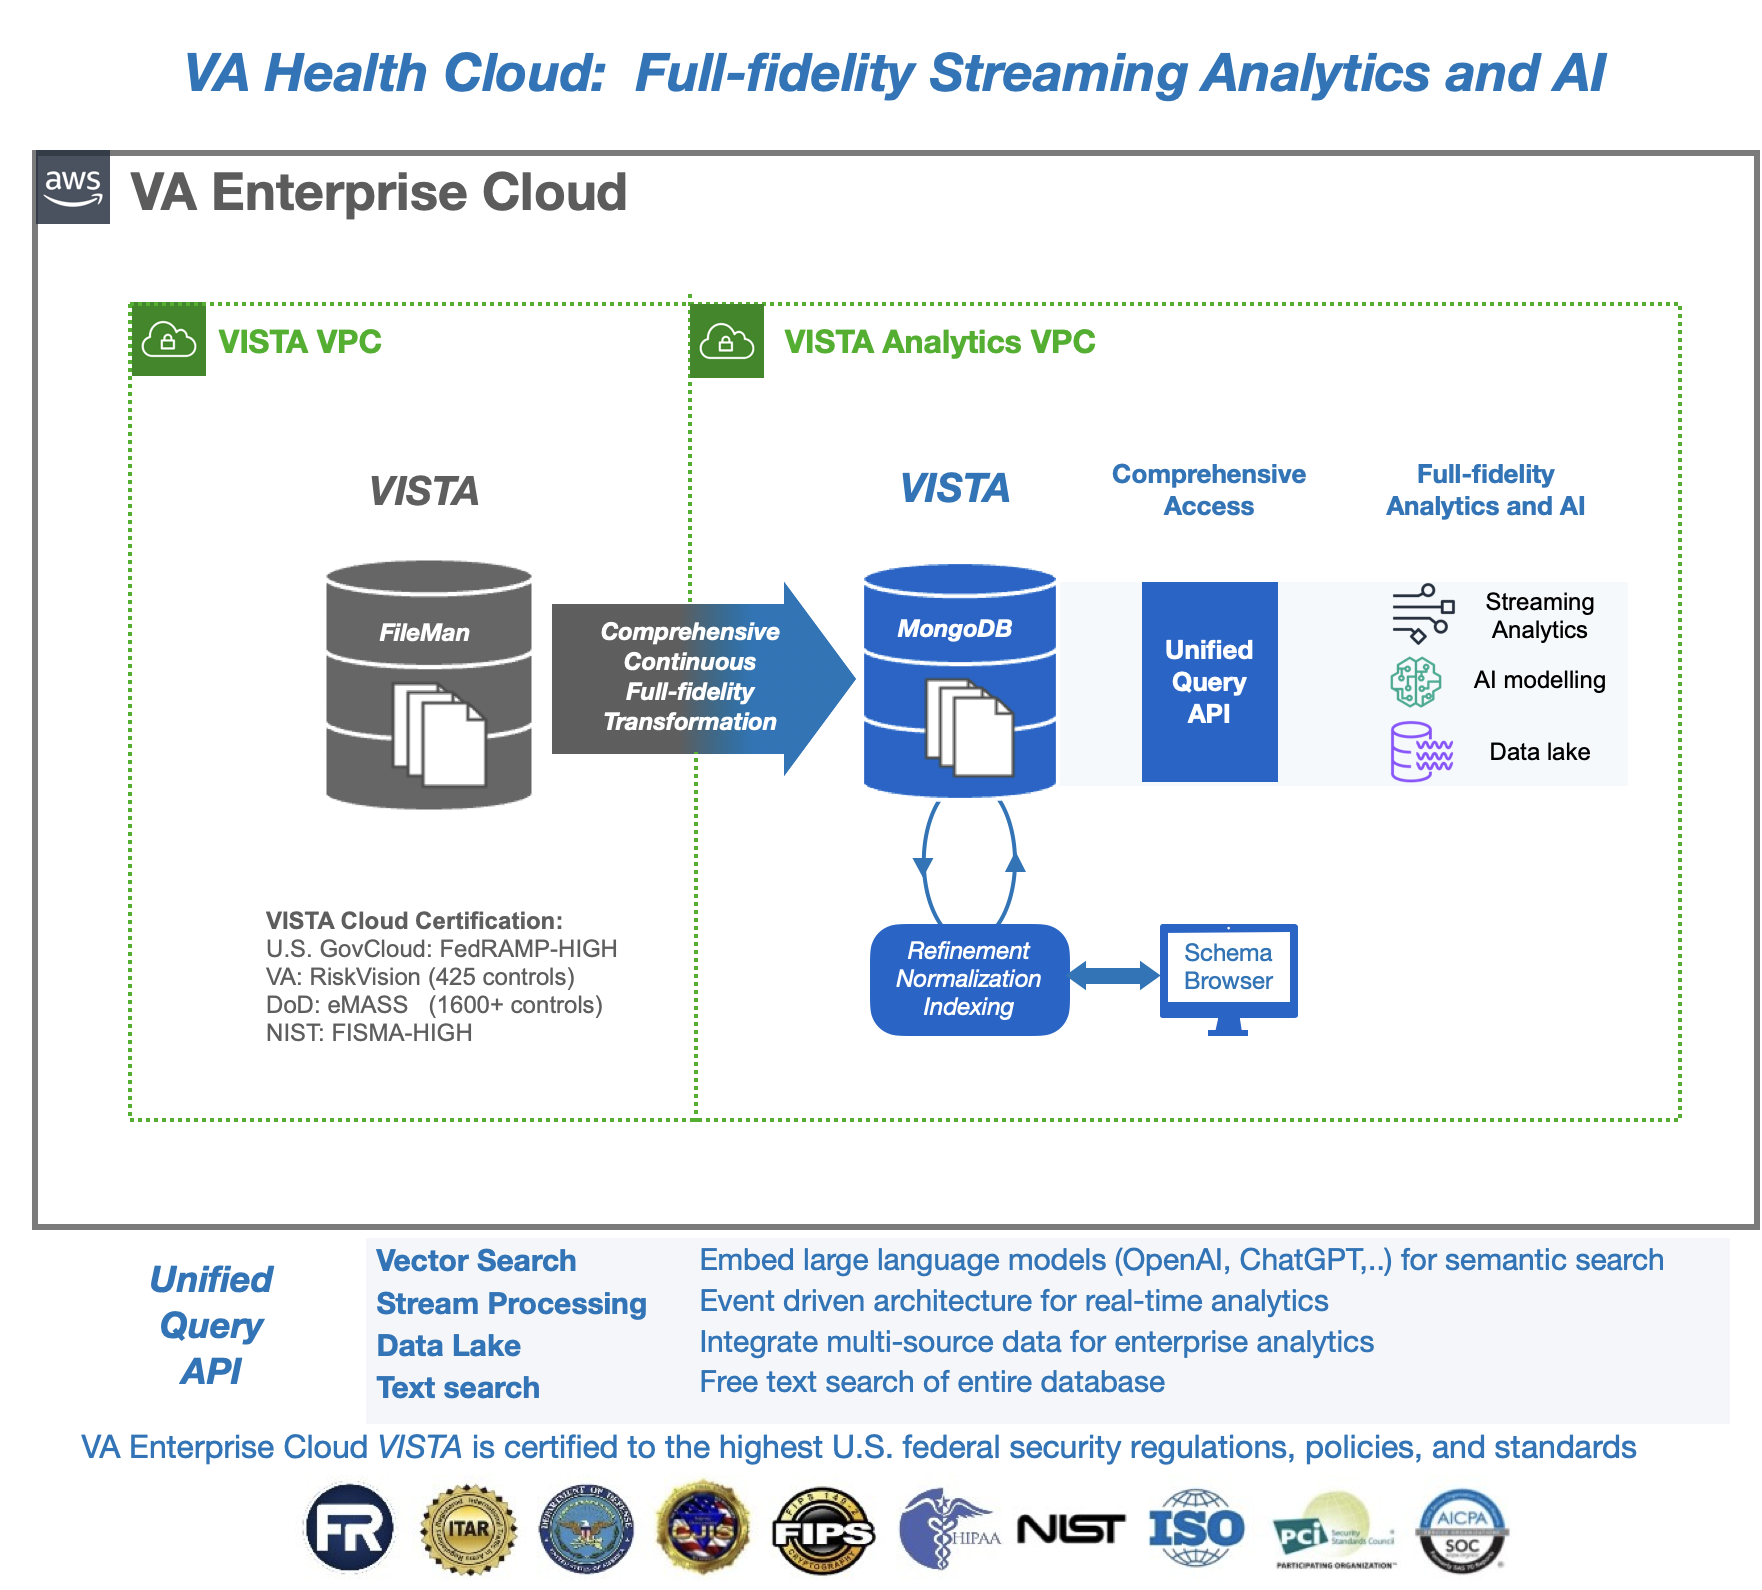 VA Health Cloud: Full-fidelity Streaming Analytics and AI
aws
VA Enterprise Cloud
VISTA VPC
VISTA Analytics VPC
VISTA
VISTA
Comprehensive
Access
Full-fidelity
Analytics and AI
FileMan
Comprehensive
Continuous
Full-fidelity
Transformation
MongoDB
Unified
Query
API
Streaming
Analytics
AI modelling
Data lake
VISTA Cloud Certification:
U.S. GovCloud: FedRAMP-HIGH
VA: RiskVision (425 controls)
DoD: eMASS (1600+ controls)
NIST: FISMA-HIGH
Refinement
Normalization
Indexing
Schema
Browser
Unified
Query
API
Vector Search
Embed large language models (OpenAI, ChatGPT,..) for semantic search
Stream Processing
Event driven architecture for real-time analytics
Data Lake
Integrate multi-source data for enterprise analytics
Text search
Free text search of entire database
VA Enterprise Cloud VISTA is certified to the highest U.S. federal security regulations, policies, and standards
FR
ITAR
DEPARTMENT OF DEFENSE
CJIS
FIPS 140-2
FIPS
CRYPTOGRAPHY
HIPAA
NIST
ISO
PCI
Security
Standards Council
PARTICIPATING ORGANIZATION
AICPA
SOC